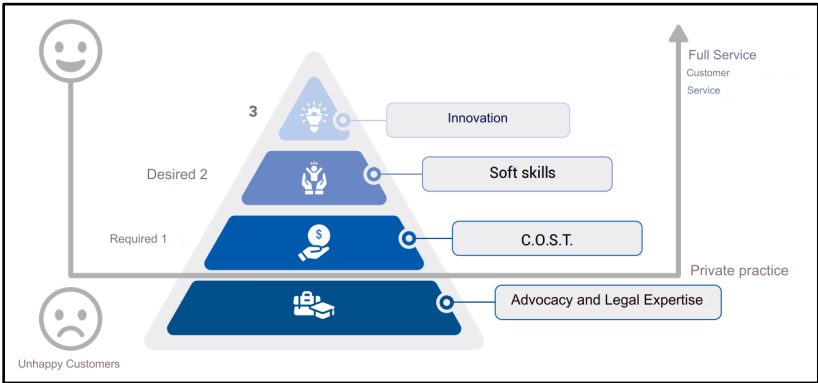 Full Service
Customer
Service
3
Innovation
Desired 2
Soft skills
$
Required 1
C.O.S.T.
Private practice
Advocacy and Legal Expertise
Unhappy Customers